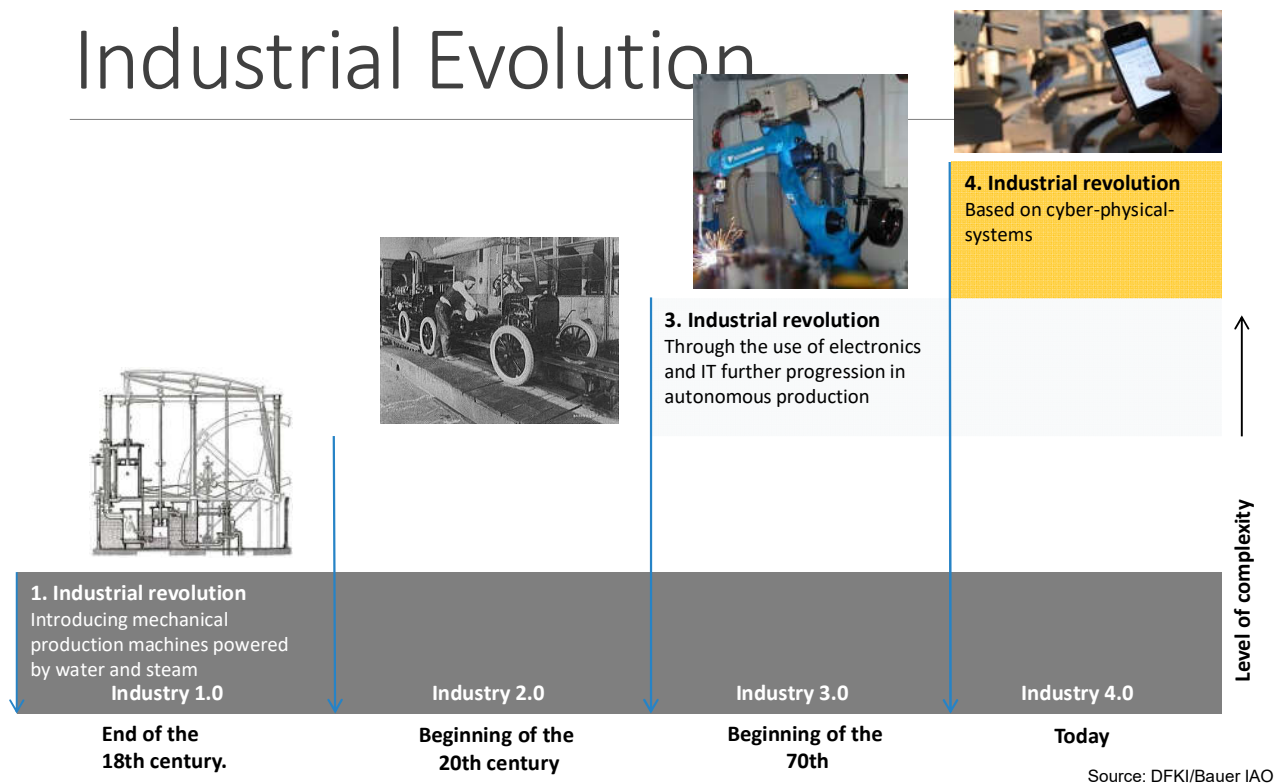 Industrial Evolution
4. Industrial revolution
Based on cyber-physical-
systems
3. Industrial revolution
Through the use of electronics
and IT further progression in
autonomous production
1. Industrial revolution
Introducing mechanical
production machines powered
by water and steam
Level of complexity
Industry 1.0
Industry 2.0
Industry 3.0
Industry 4.0
End of the
18th century.
Beginning of the
20th century
Beginning of the
70th
Today
Source: DFKI/Bauer IAO